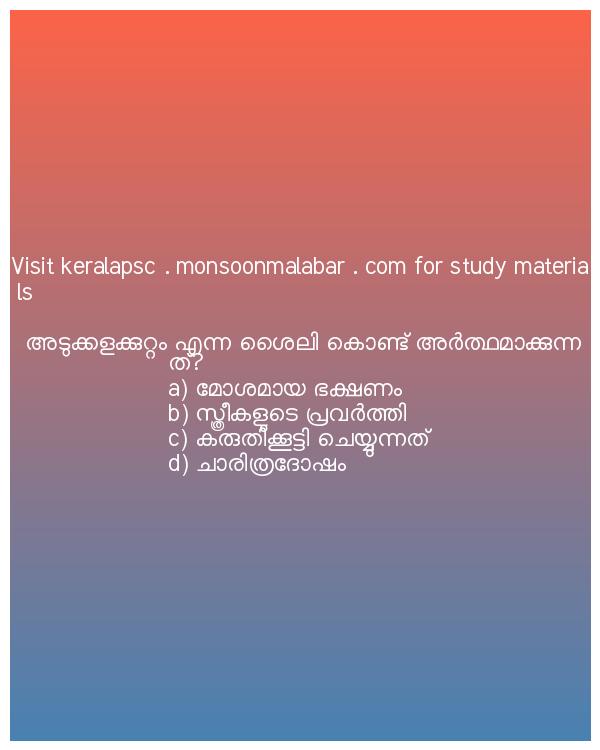 Visit keralapsc . monsoonmalabar . com for study materia
ls
അടുക്കളക്കുറ്റം എന്ന ശൈലി കൊണ്ട് അർത്ഥമാക്കുന്ന
ത്?
a) മോശമായ ഭക്ഷണം
b) സ്ത്രീകളുടെ പ്രവർത്തി
c) കരുതിക്കൂട്ടി ചെയ്യുന്നത്
d) ചാരിത്രദോഷം